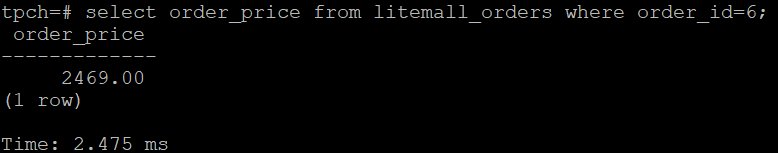 tpch=# select order_price from litemall_orders where order_id=6;
order_price
-------------
2469.00
(1 row)
Time: 2.475 ms